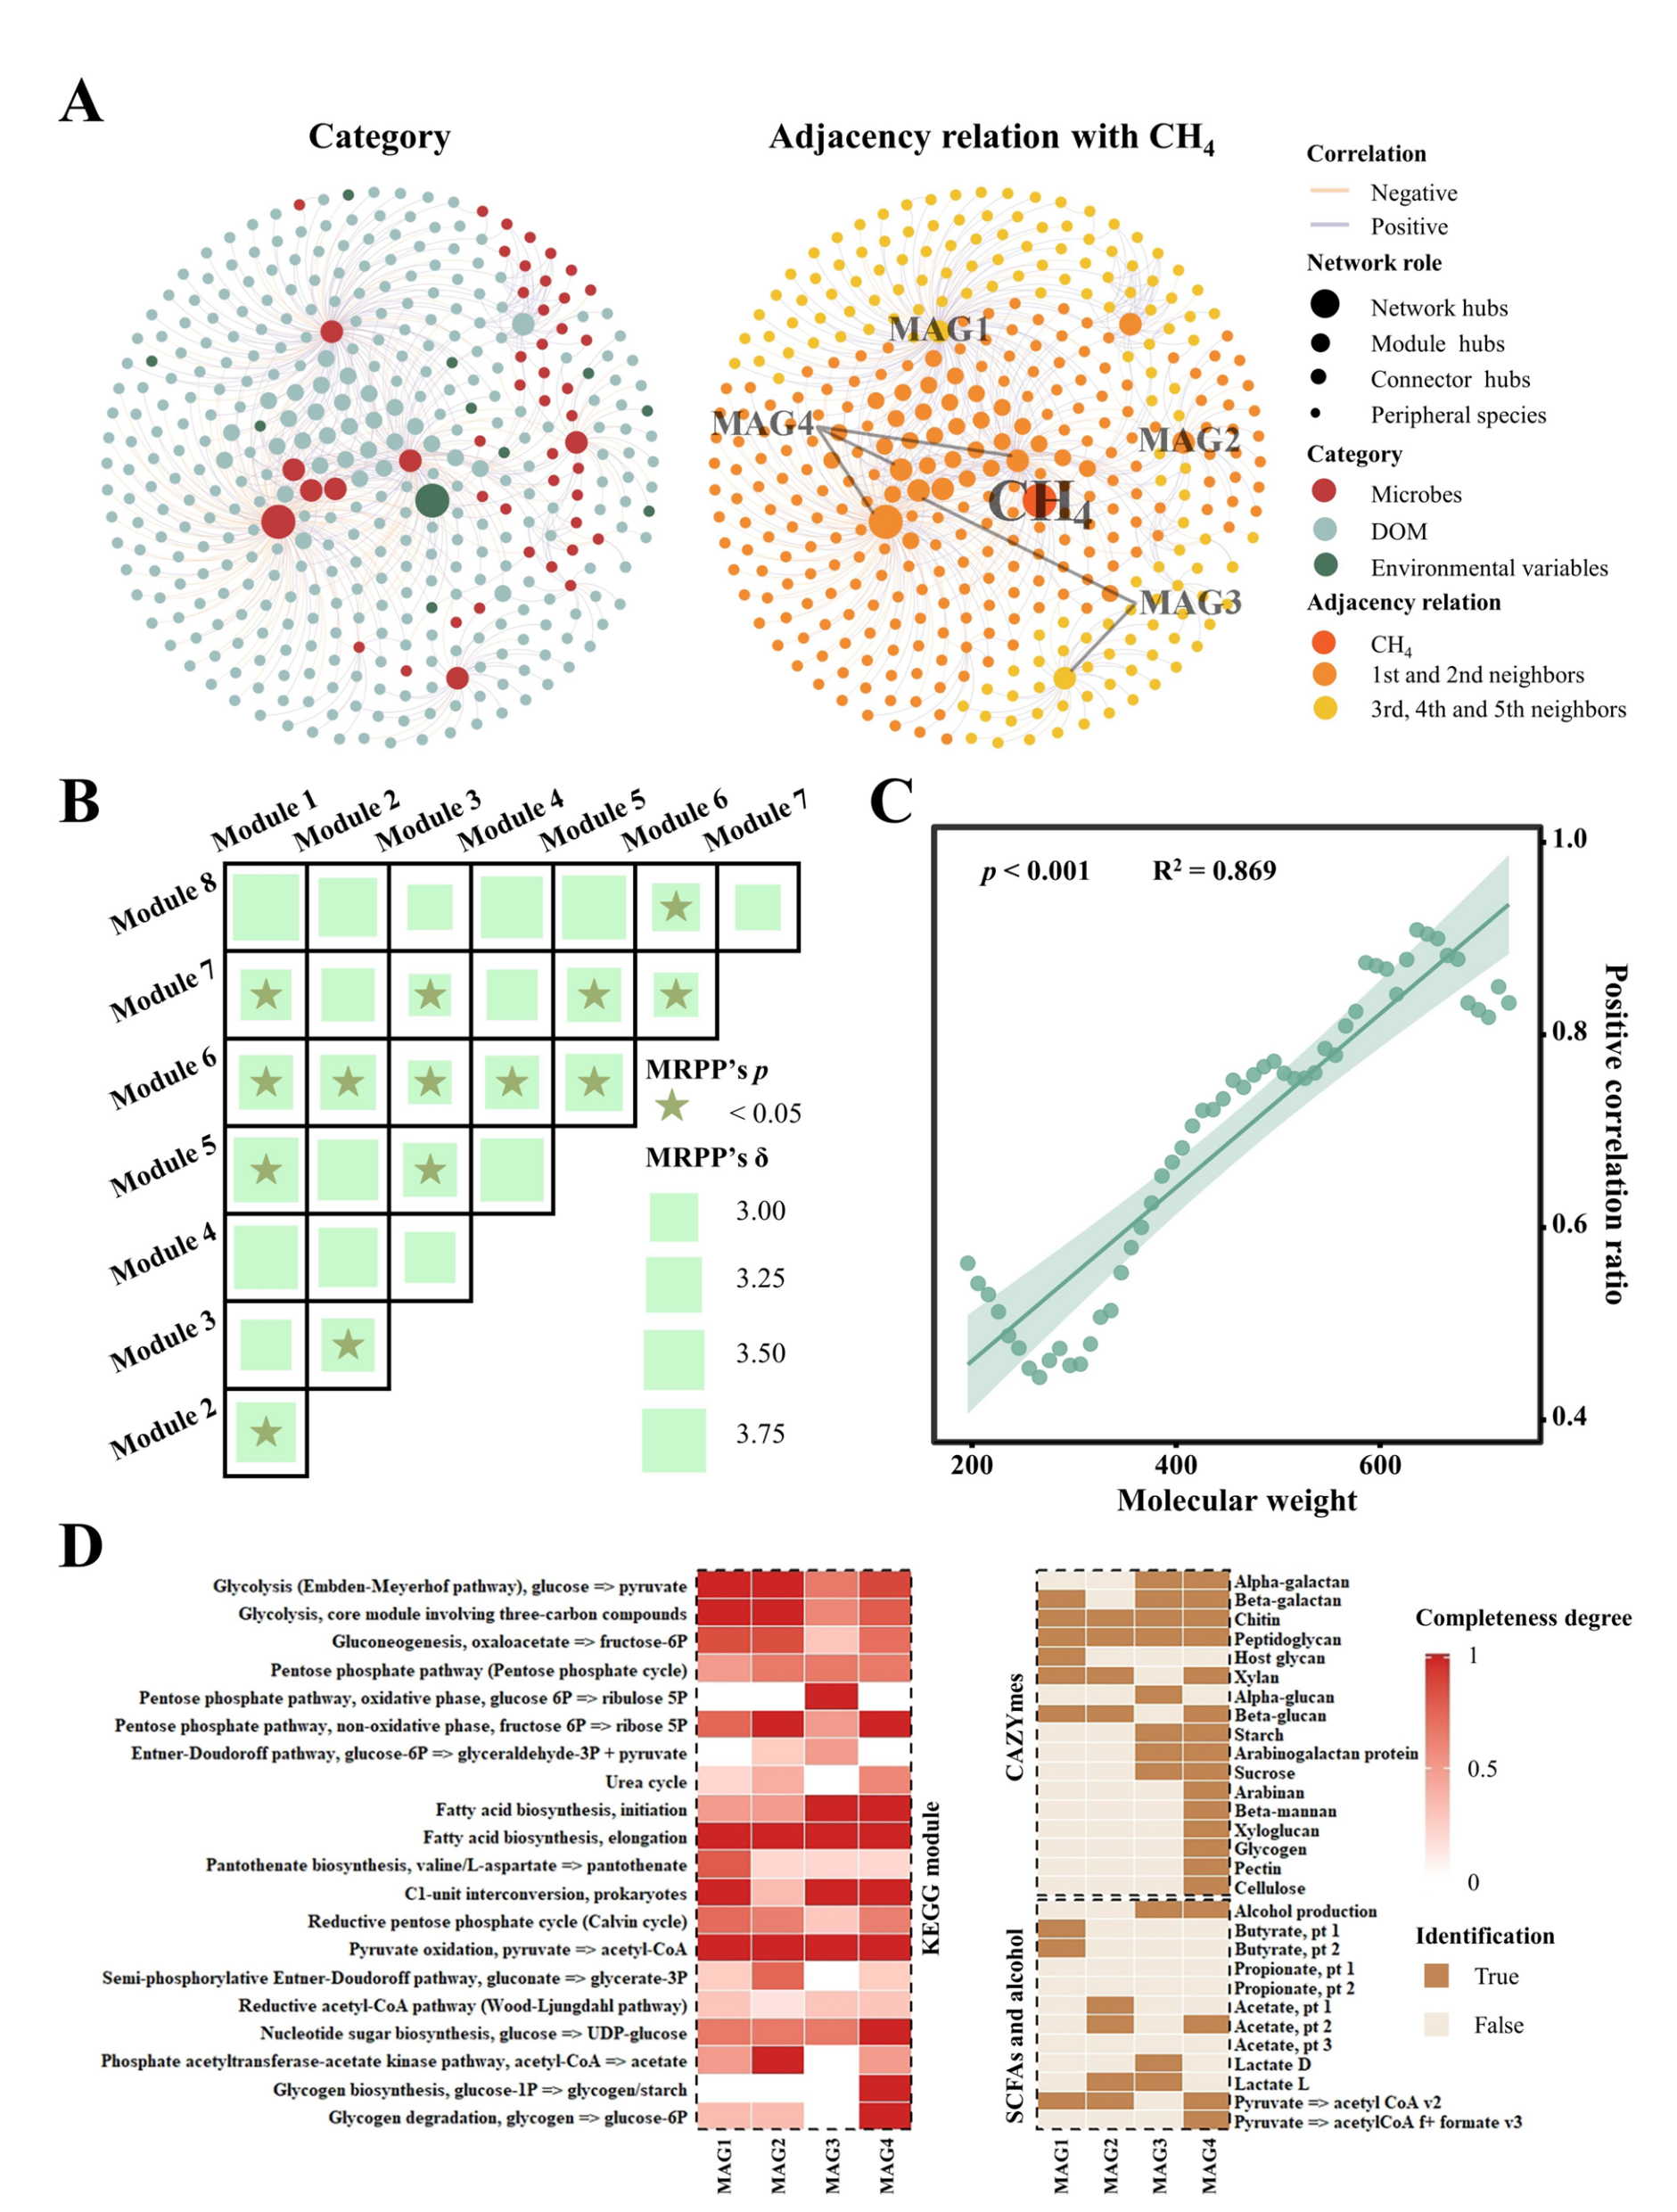 A
Category
Adjacency relation with CH4
MAG1
MAG4
MAG2
CH4
MAG3
Correlation
Negative
Positive
Network role
Network hubs
Module hubs
Connector hubs
Peripheral species
Category
Microbes
DOM
Environmental variables
Adjacency relation
CH4
1st and 2nd neighbors
3rd, 4th and 5th neighbors
B
Module 1
Module 2
Module 3
Module 4
Module 5
Module 6
Module 7
Module 8
Module 7
Module 6
Module 5
Module 4
Module 3
Module 2
MRPP's p
< 0.05
MRPP's δ
3.00
3.25
3.50
3.75
C
p < 0.001 R² = 0.869
1.0
0.8
0.6
0.4
Positive correlation ratio
200 400 600
Molecular weight
D
Glycolysis (Embden-Meyerhof pathway), glucose => pyruvate
Glycolysis, core module involving three-carbon compounds
Gluconeogenesis, oxaloacetate => fructose-6P
Pentose phosphate pathway (Pentose phosphate cycle)
Pentose phosphate pathway, oxidative phase, glucose 6P => ribulose 5P
Pentose phosphate pathway, non-oxidative phase, fructose 6P => ribose 5P
Entner-Doudoroff pathway, glucose-6P => glyceraldehyde-3P + pyruvate
Urea cycle
Fatty acid biosynthesis, initiation
Fatty acid biosynthesis, elongation
Pantothenate biosynthesis, valine/L-aspartate => pantothenate
C1-unit interconversion, prokaryotes
Reductive pentose phosphate cycle (Calvin cycle)
Pyruvate oxidation, pyruvate => acetyl-CoA
Semi-phosphorylative Entner-Doudoroff pathway, gluconate => glycerate-3P
Reductive acetyl-CoA pathway (Wood-Ljungdahl pathway)
Nucleotide sugar biosynthesis, glucose => UDP-glucose
Phosphate acetyltransferase-acetate kinase pathway, acetyl-CoA => acetate
Glycogen biosynthesis, glucose-1P => glycogen/starch
Glycogen degradation, glycogen => glucose-6P
MAG1
MAG2
MAG3
MAG4
KEGG module
CAZYmes
SCFAs and alcohol
Alpha-galactan
Beta-galactan
Chitin
Peptidoglycan
Host glycan
Xylan
Alpha-glucan
Beta-glucan
Starch
Arabinogalactan protein
Sucrose
Arabinan
Beta-mannan
Xyloglucan
Glycogen
Pectin
Cellulose
Alcohol production
Butyrate, pt 1
Butyrate, pt 2
Propionate, pt 1
Propionate, pt 2
Acetate, pt 1
Acetate, pt 2
Acetate, pt 3
Lactate D
Lactate L
Pyruvate => acetyl CoA v2
Pyruvate => acetylCoA f+ formate v3
MAG1
MAG2
MAG3
MAG4
Completeness degree
1
0.5
0
Identification
True
False